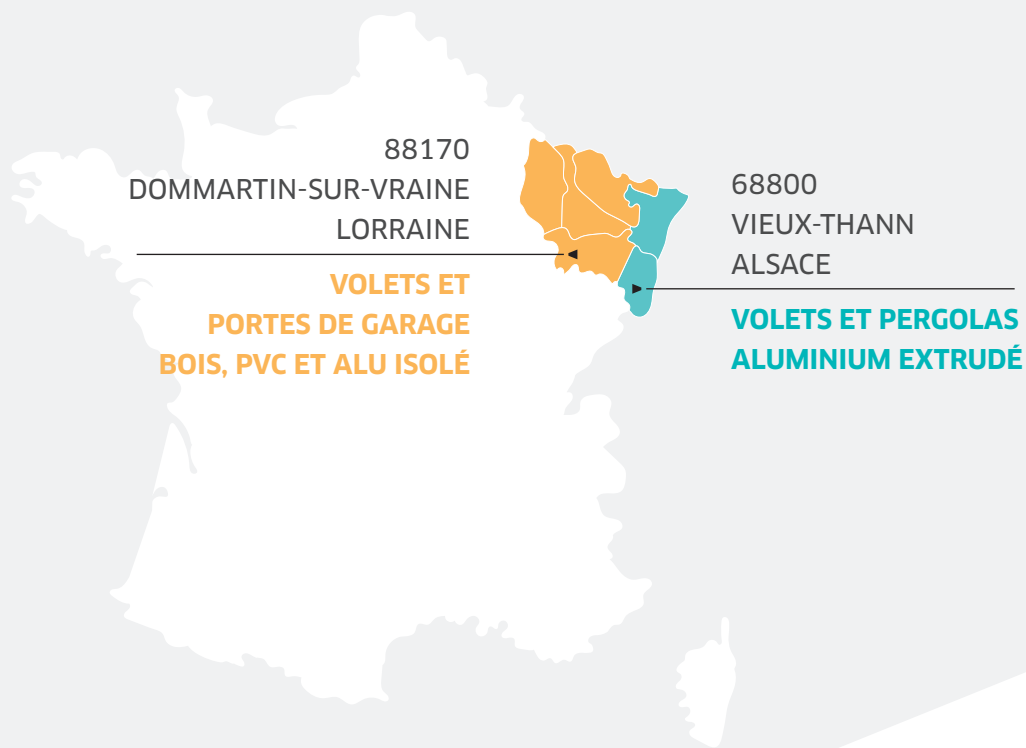 88170
DOMMARTIN-SUR-VRAINE
LORRAINE
VOLETS ET
PORTES DE GARAGE
BOIS, PVC ET ALU ISOLÉ
68800
VIEUX-THANN
ALSACE
VOLETS ET PERGOLAS
ALUMINIUM EXTRUDÉ